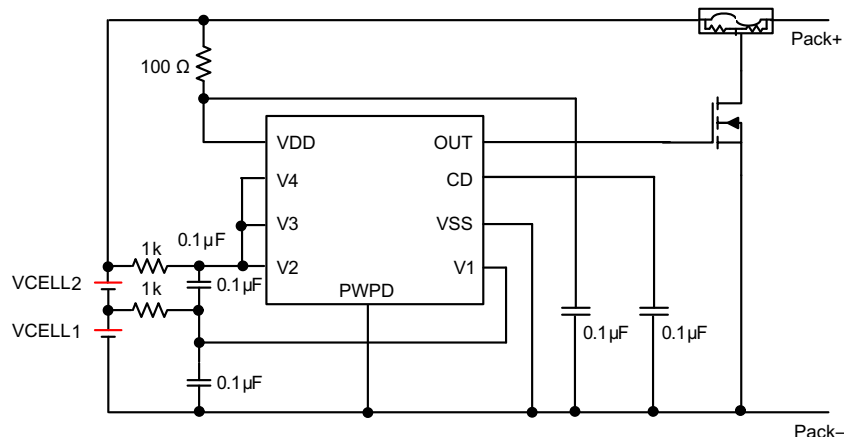 Pack+
100 Ω
VDD
OUT
V4
CD
V3
VSS
0.1µF
1k
V2
V1
VCELL2
0.1µF
PWPD
1k
VCELL1
0.1µF
0.1µF
0.1µF
Pack–